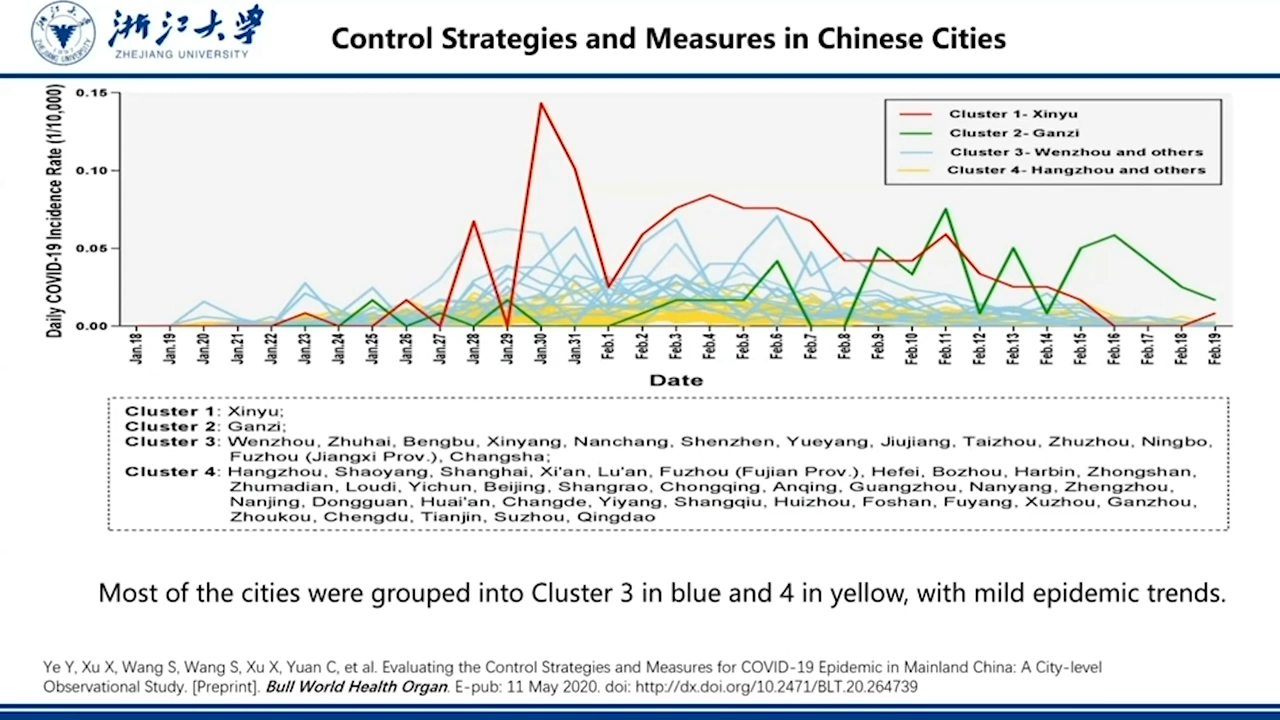 浙江大学
ZHEJIANG UNIVERSITY
Control Strategies and Measures in Chinese Cities
Daily COVID-19 Incidence Rate (1/10,000)
0.15
0.10
0.05
0.00
Cluster 1- Xinyu
Cluster 2- Ganzi
Cluster 3- Wenzhou and others
Cluster 4- Hangzhou and others
Jan.18 Jan.19 Jan.20 Jan.21 Jan.22 Jan.23 Jan.24 Jan.25 Jan.26 Jan.27 Jan.28 Jan.29 Jan.30 Jan.31 Feb.1 Feb.2 Feb.3 Feb.4 Feb.5 Feb.6 Feb.7 Feb.8 Feb.9 Feb.10 Feb.11 Feb.12 Feb.13 Feb.14 Feb.15 Feb.16 Feb.17 Feb.18 Feb.19
Date
Cluster 1: Xinyu;
Cluster 2: Ganzi;
Cluster 3: Wenzhou, Zhuhai, Bengbu, Xinyang, Nanchang, Shenzhen, Yueyang, Jiujiang, Taizhou, Zhuzhou, Ningbo,
Fuzhou (Jiangxi Prov.), Changsha;
Cluster 4: Hangzhou, Shaoyang, Shanghai, Xi'an, Lu'an, Fuzhou (Fujian Prov.), Hefei, Bozhou, Harbin, Zhongshan,
Zhumadian, Loudi, Yichun, Beijing, Shangrao, Chongqing, Anqing, Guangzhou, Nanyang, Zhengzhou,
Nanjing, Dongguan, Huai'an, Changde, Yiyang, Shangqiu, Huizhou, Foshan, Fuyang, Xuzhou, Ganzhou,
Zhoukou, Chengdu, Tianjin, Suzhou, Qingdao
Most of the cities were grouped into Cluster 3 in blue and 4 in yellow, with mild epidemic trends.
Ye Y, Xu X, Wang S, Wang S, Xu X, Yuan C, et al. Evaluating the Control Strategies and Measures for COVID-19 Epidemic in Mainland China: A City-level
Observational Study. [Preprint]. Bull World Health Organ. E-pub: 11 May 2020. doi: http://dx.doi.org/10.2471/BLT.20.264739